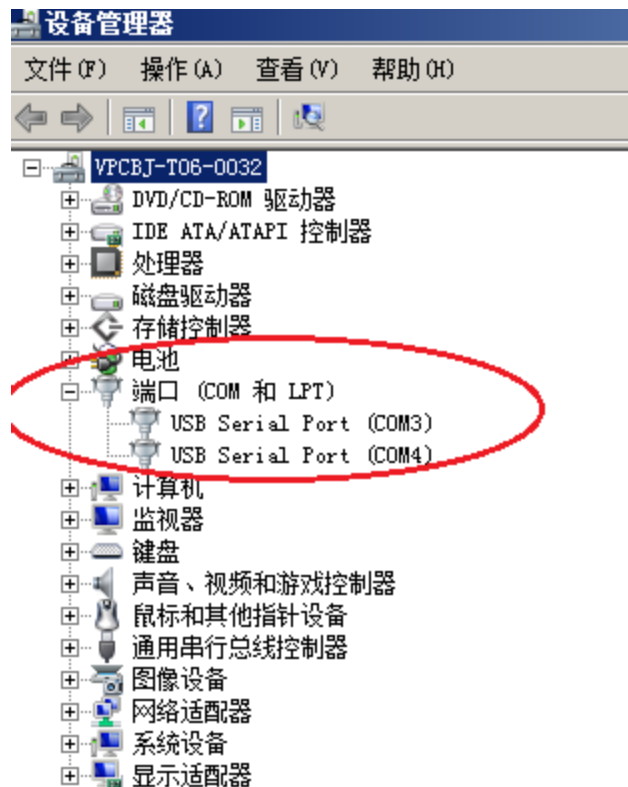 设备管理器
文件(F) 操作(A) 查看(V) 帮助(H)
VPCBJ-T06-0032
DVD/CD-ROM 驱动器
IDE ATA/ATAPI 控制器
处理器
磁盘驱动器
存储控制器
电池
端口 (COM 和 LPT)
USB Serial Port (COM3)
USB Serial Port (COM4)
计算机
监视器
键盘
声音、视频和游戏控制器
鼠标和其他指针设备
通用串行总线控制器
图像设备
网络适配器
系统设备
显示适配器